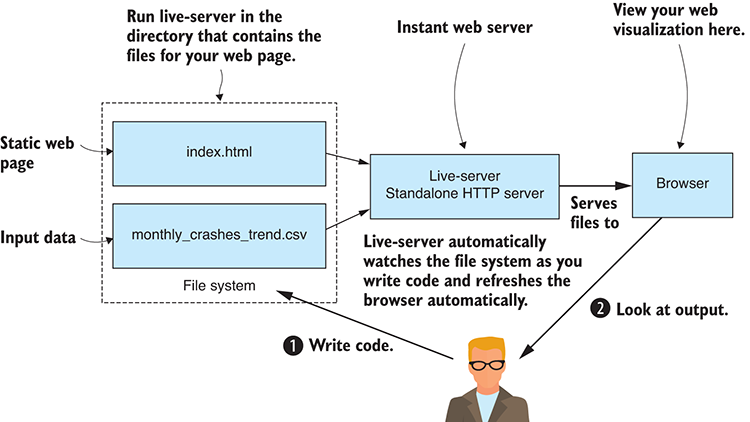 Run live-server in the
directory that contains the
files for your web page.
Instant web server
View your web
visualization here.
Static web
page
index.html
Live-server
Standalone HTTP server
Browser
Serves
files to
Input data
monthly_crashes_trend.csv
File system
Live-server automatically
watches the file system as you
write code and refreshes the
browser automatically.
1 Write code.
2 Look at output.